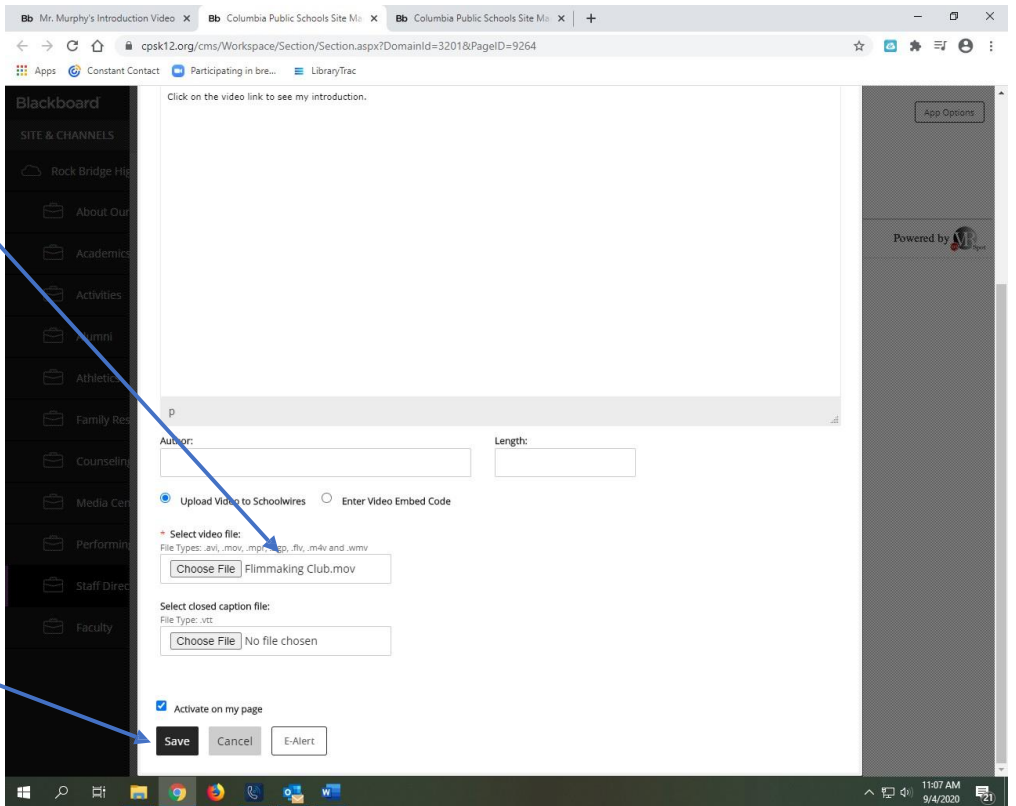 Bb Mr. Murphy's Introduction Video
Bb Columbia Public Schools Site Ma
Bb Columbia Public Schools Site Ma
cpsk12.org/cms/Workspace/Section/Section.aspx?DomainId=3201&PageID=9264
Apps Constant Contact Participating in bre... LibraryTrac
Blackboard
Click on the video link to see my introduction.
App Options
SITE & CHANNELS
Rock Bridge Hig
About Our
Academics
Powered by VR
Activities
Alumni
Athletics
Family Res
p
Author: Length:
Counseling
Media Cen
Upload Video to Schoolwires Enter Video Embed Code
* Select video file:
Performin
File Types: .avi, .mov, .flv, .m4v and .wmv
Choose File Flimmaking Club.mov
Staff Direc
Select closed caption file:
File Type: .vtt
Faculty
Choose File No file chosen
Activate on my page
Save Cancel E-Alert
11:07 AM
9/4/2020
21